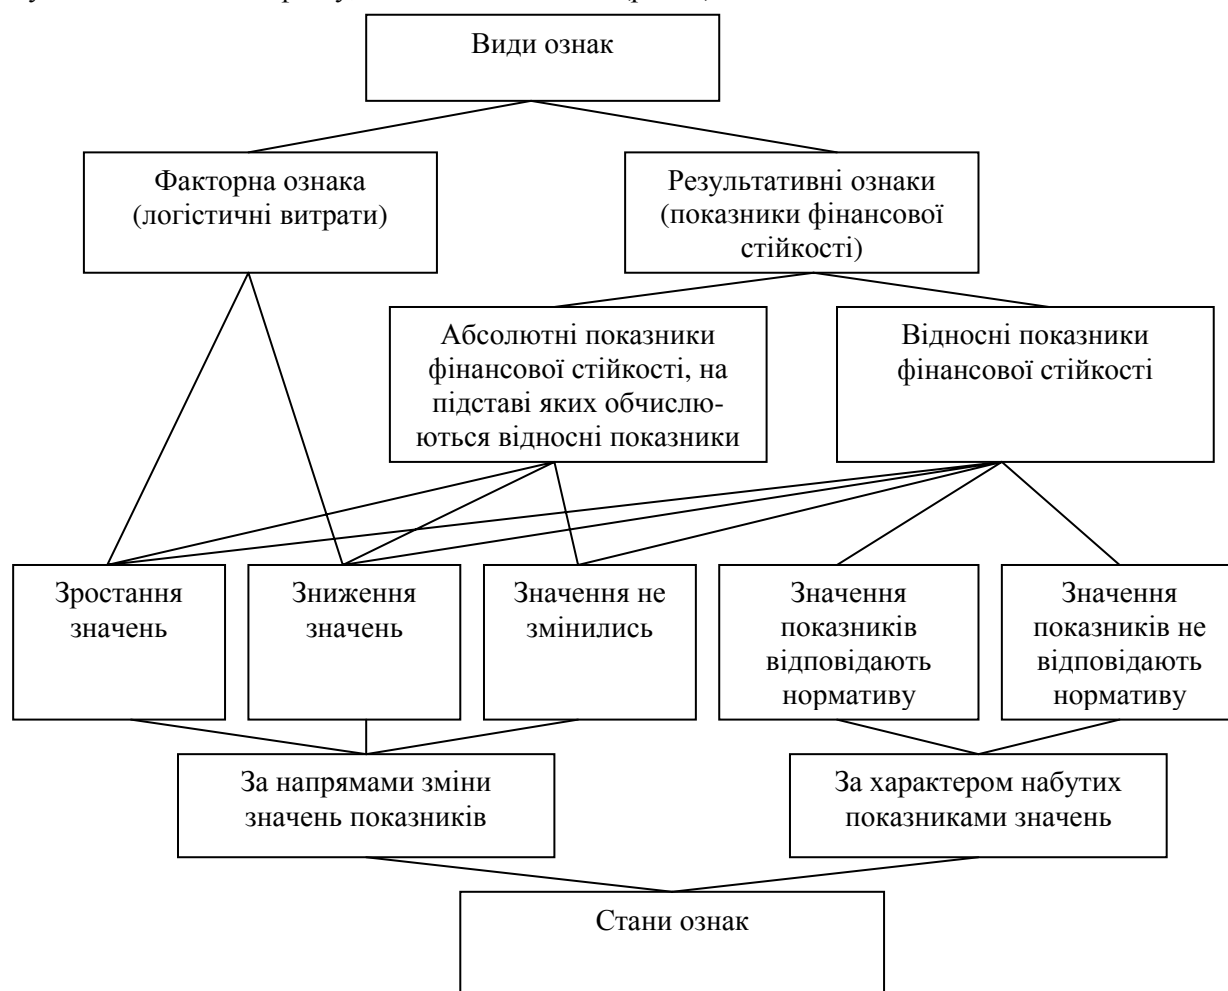 Види ознак
Факторна ознака
(логістичні витрати)
Результативні ознаки
(показники фінансової
стійкості)
Абсолютні показники
фінансової стійкості, на
підставі яких обчислю-
ються відносні показники
Відносні показники
фінансової стійкості
Зростання
значень
Зниження
значень
Значення не
змінились
Значення
показників
відповідають
нормативу
Значення
показників не
відповідають
нормативу
За напрямами зміни
значень показників
За характером набутих
показниками значень
Стани ознак